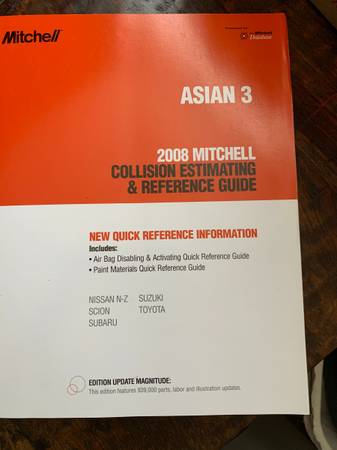 Mitchell
Database
ASIAN 3
2008 MITCHELL
COLLISION ESTIMATING
& REFERENCE GUIDE
NEW QUICK REFERENCE INFORMATION
Includes:
• Air Bag Disabling & Activating Quick Reference Guide
• Paint Materials Quick Reference Guide
NISSAN N-Z SUZUKI
SCION TOYOTA
SUBARU
EDITION UPDATE MAGNITUDE:
This edition features 939,000 parts, labor and illustration updates.